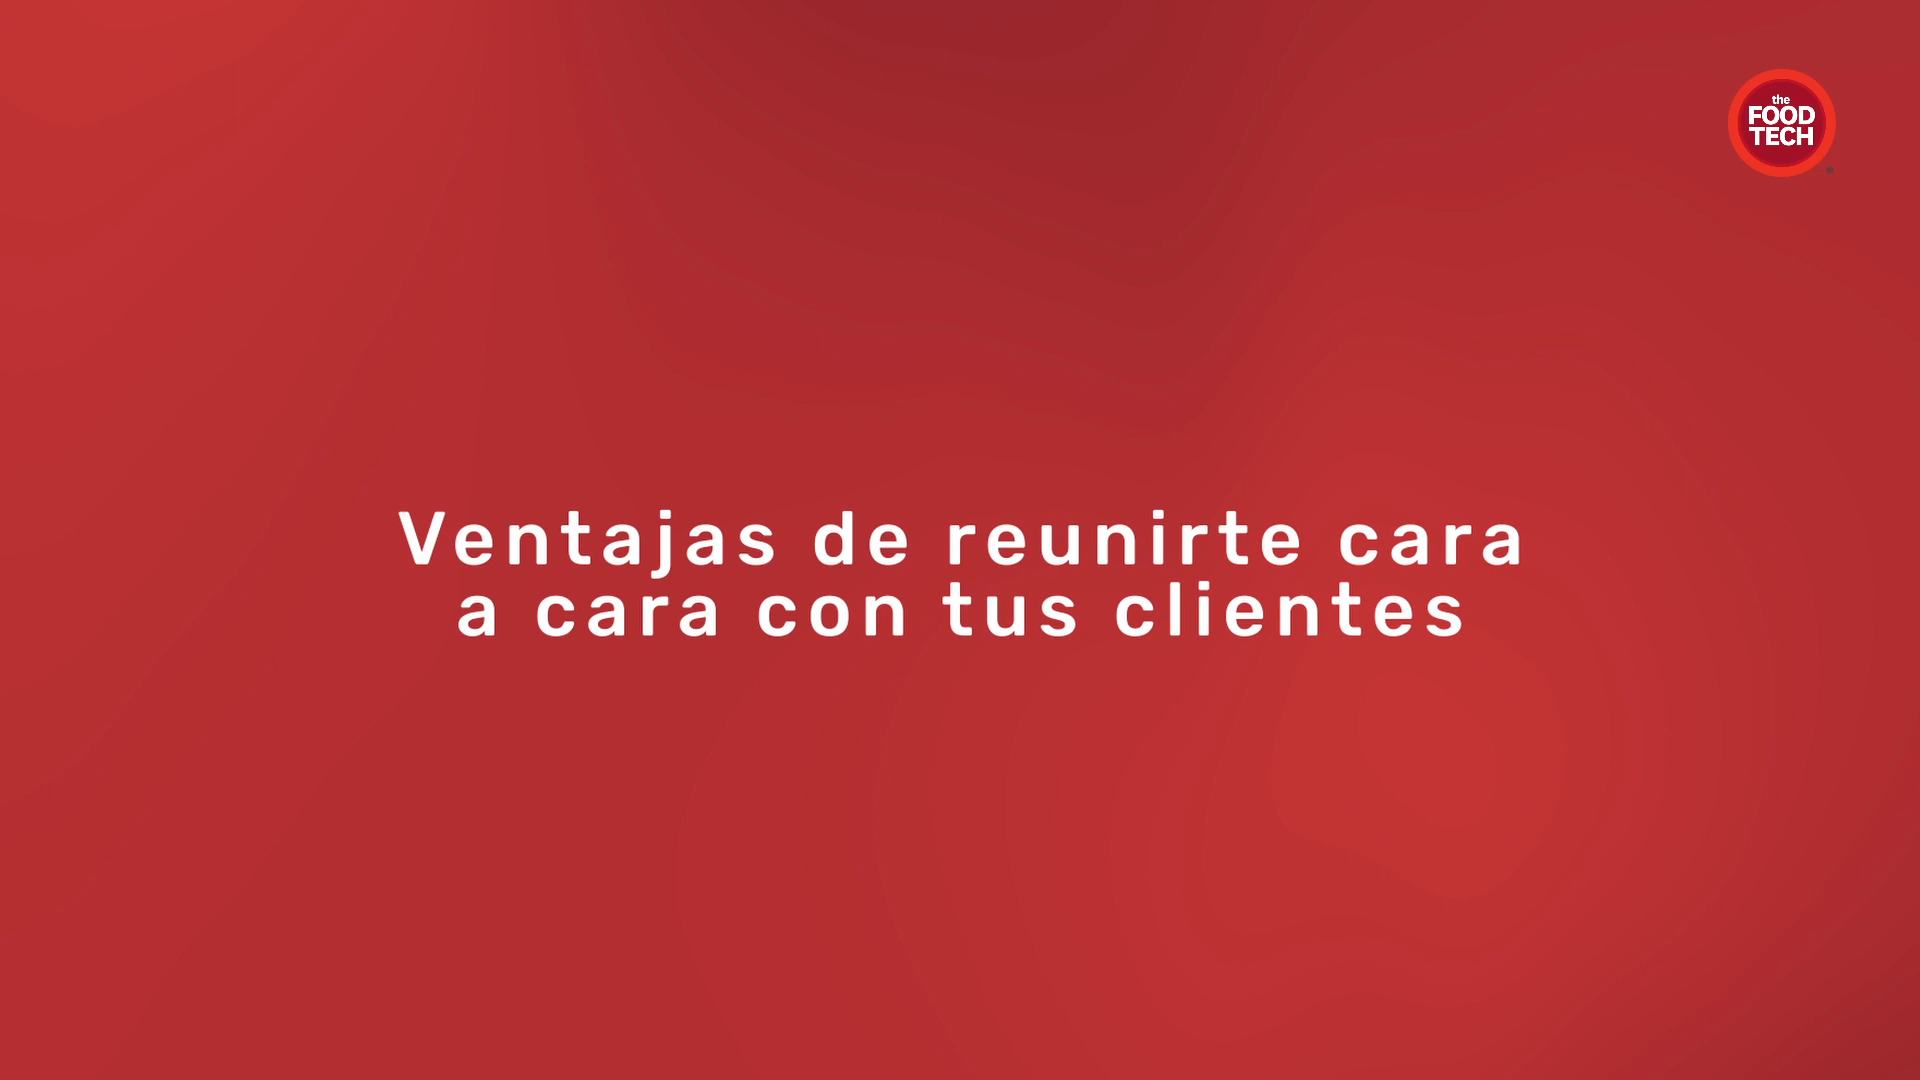 the
FOOD
TECH
Ventajas de reunirte cara
a cara con tus clientes